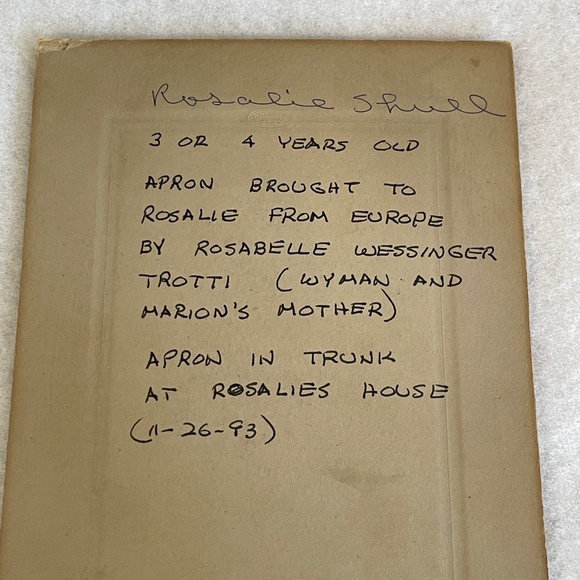 Rosalie Shull
3 OR 4 YEARS OLD
APRON BROUGHT TO
ROSALIE FROM EUROPE
BY ROSABELLE WESSINGER
TROTTI (WYMAN AND
MARION'S MOTHER)
APRON IN TRUNK
AT ROSALIES HOUSE
(11-26-93)